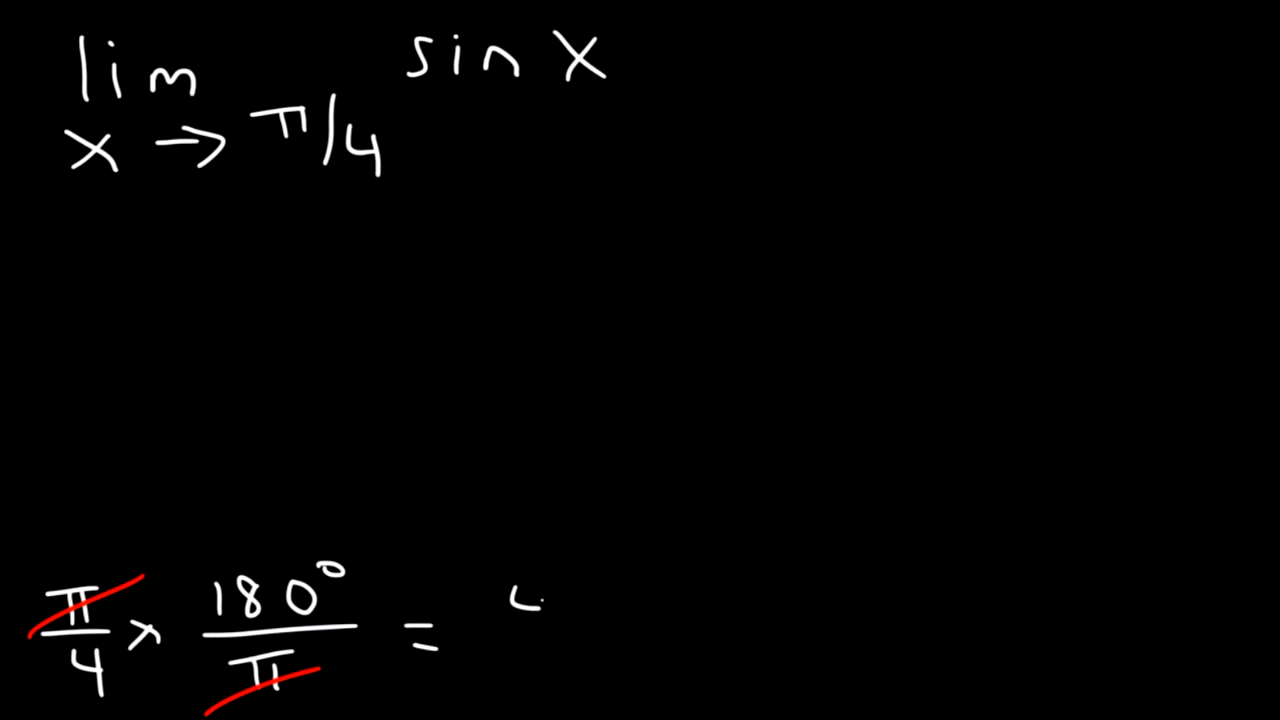 lim sin x
x → π/4
π/4 × 180°/π =